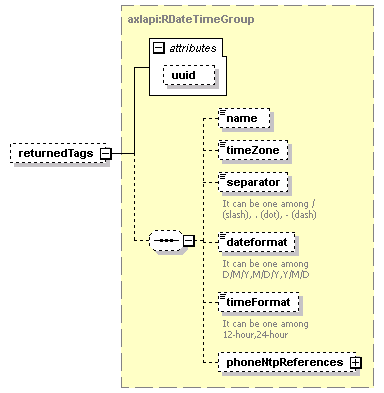 axlapi:RDateTimeGroup
attributes
uuid
returnedTags
name
timeZone
separator
It can be one among /
(slash), . (dot), - (dash)
dateformat
It can be one among
D/M/Y,M/D/Y,Y/M/D
timeFormat
It can be one among
12-hour,24-hour
phoneNtpReferences